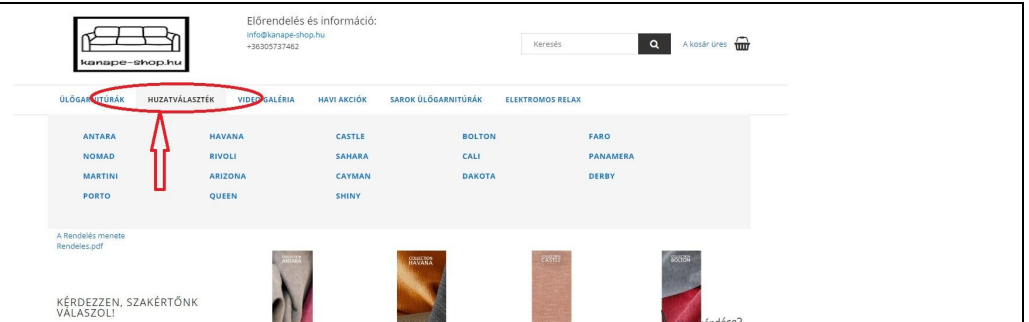 kanape-shop.hu
Előrendelés és információ:
info@kanape-shop.hu
+36305737462
Keresés
A kosár üres
ÜLŐGARNITÚRÁK HUZATVÁLASZTÉK VIDEO GALÉRIA HAVI AKCIÓK SAROK ÜLŐGARNITÚRÁK ELEKTROMOS RELAX
ANTARA HAVANA CASTLE BOLTON FARO
NOMAD RIVOLI SAHARA CALI PANAMERA
MARTINI ARIZONA CAYMAN DAKOTA DERBY
PORTO QUEEN SHINY
A Rendelés menete
Rendeles.pdf
COLLECTION
ANTARA
COLLECTION
HAVANA
COLLECTION
CASTLE
COLLECTION
BOLTON
KÉRDEZZEN, SZAKÉRTŐNK
VÁLASZOL!